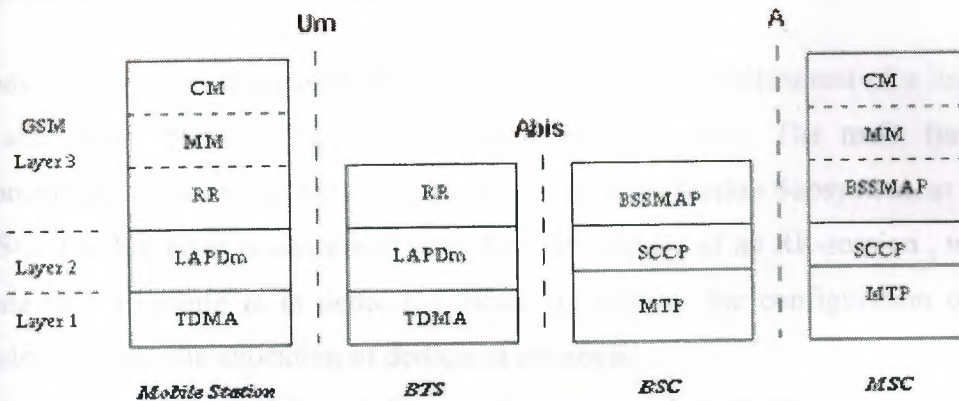 Um A
CM CM
GSM Abis
MM MM
Layer 3
RR RR BSSMAP BSSMAP
Layer 2 LAPDm LAPDm SCCP SCCP
Layer 1 TDMA TDMA MTP MTP
Mobile Station BTS BSC MSC